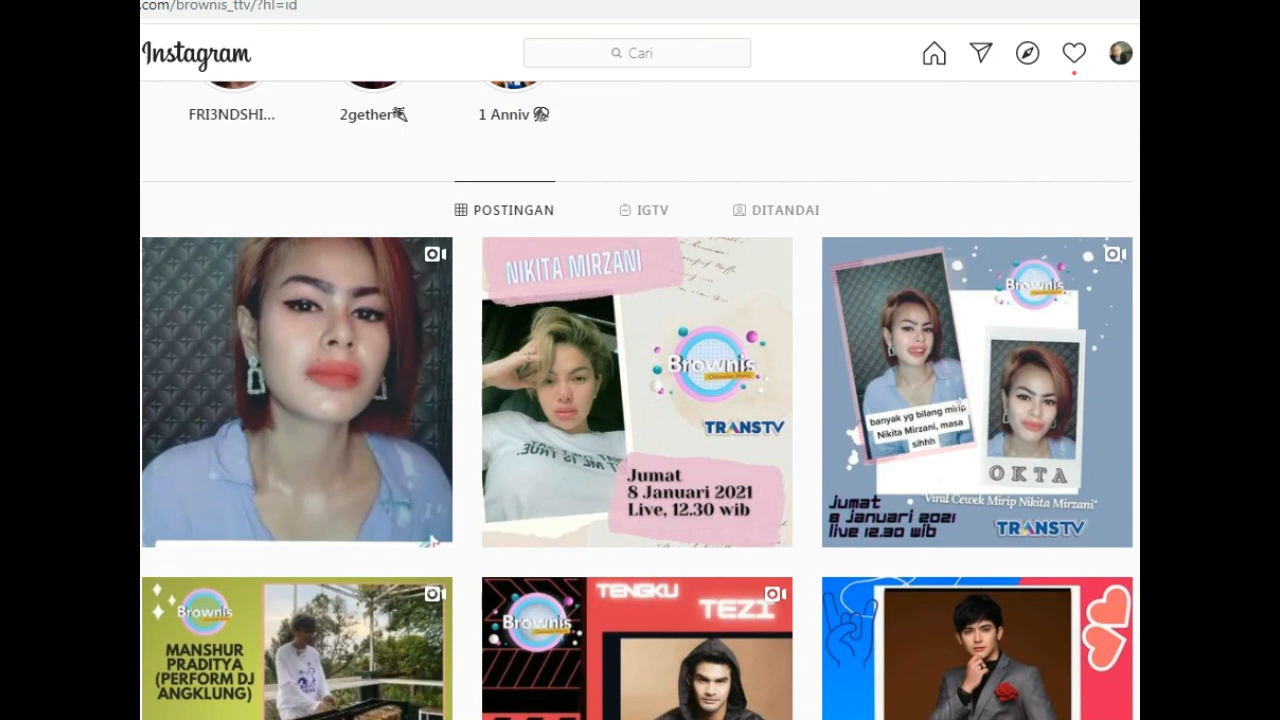 .com/brownis_ttv/?hl=id
Instagram
Cari
FRI3NDSHI...
2gether
1 Anniv
POSTINGAN
IGTV
DITANDAI
NIKITA MIRZANI
Brownis
TRANSTV
Jumat
8 Januari 2021
Live, 12.30 wib
Brownis
banyak yg bilang mirip
Nikita Mirzani, masa
sihhh
OKTA
Viral Cewek Mirip Nikita Mirzani"
Jumat
8 Januari 2021
live 12.30 wib
TRANSTV
Brownis
MANSHUR
PRADITYA
(PERFORM DJ
ANGKLUNG)
Brownis
TENGKU
TEZI